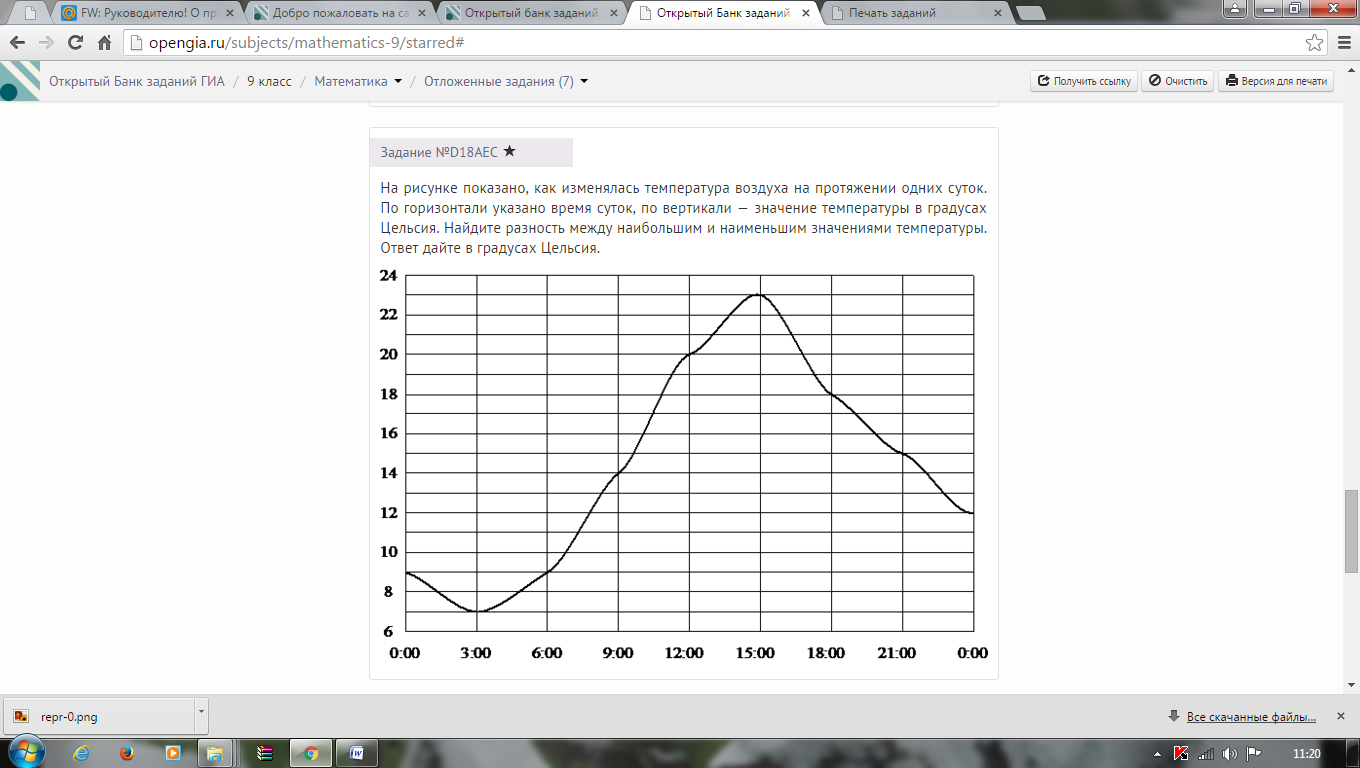 FW: Руководителю! О пр
Добро пожаловать на са
Открытый банк заданий
Открытый Банк заданий
Печать заданий
opengia.ru/subjects/mathematics-9/starred#
Открытый Банк заданий ГИА / 9 класс / Математика / Отложенные задания (7)
Получить ссылку
Очистить
Версия для печати
Задание №D18AEC
На рисунке показано, как изменялась температура воздуха на протяжении одних суток.
По горизонтали указано время суток, по вертикали — значение температуры в градусах
Цельсия. Найдите разность между наибольшим и наименьшим значениями температуры.
Ответ дайте в градусах Цельсия.
24
22
20
18
16
14
12
10
8
6
0:00 3:00 6:00 9:00 12:00 15:00 18:00 21:00 0:00
repr-0.png
Все скачанные файлы...
11:20